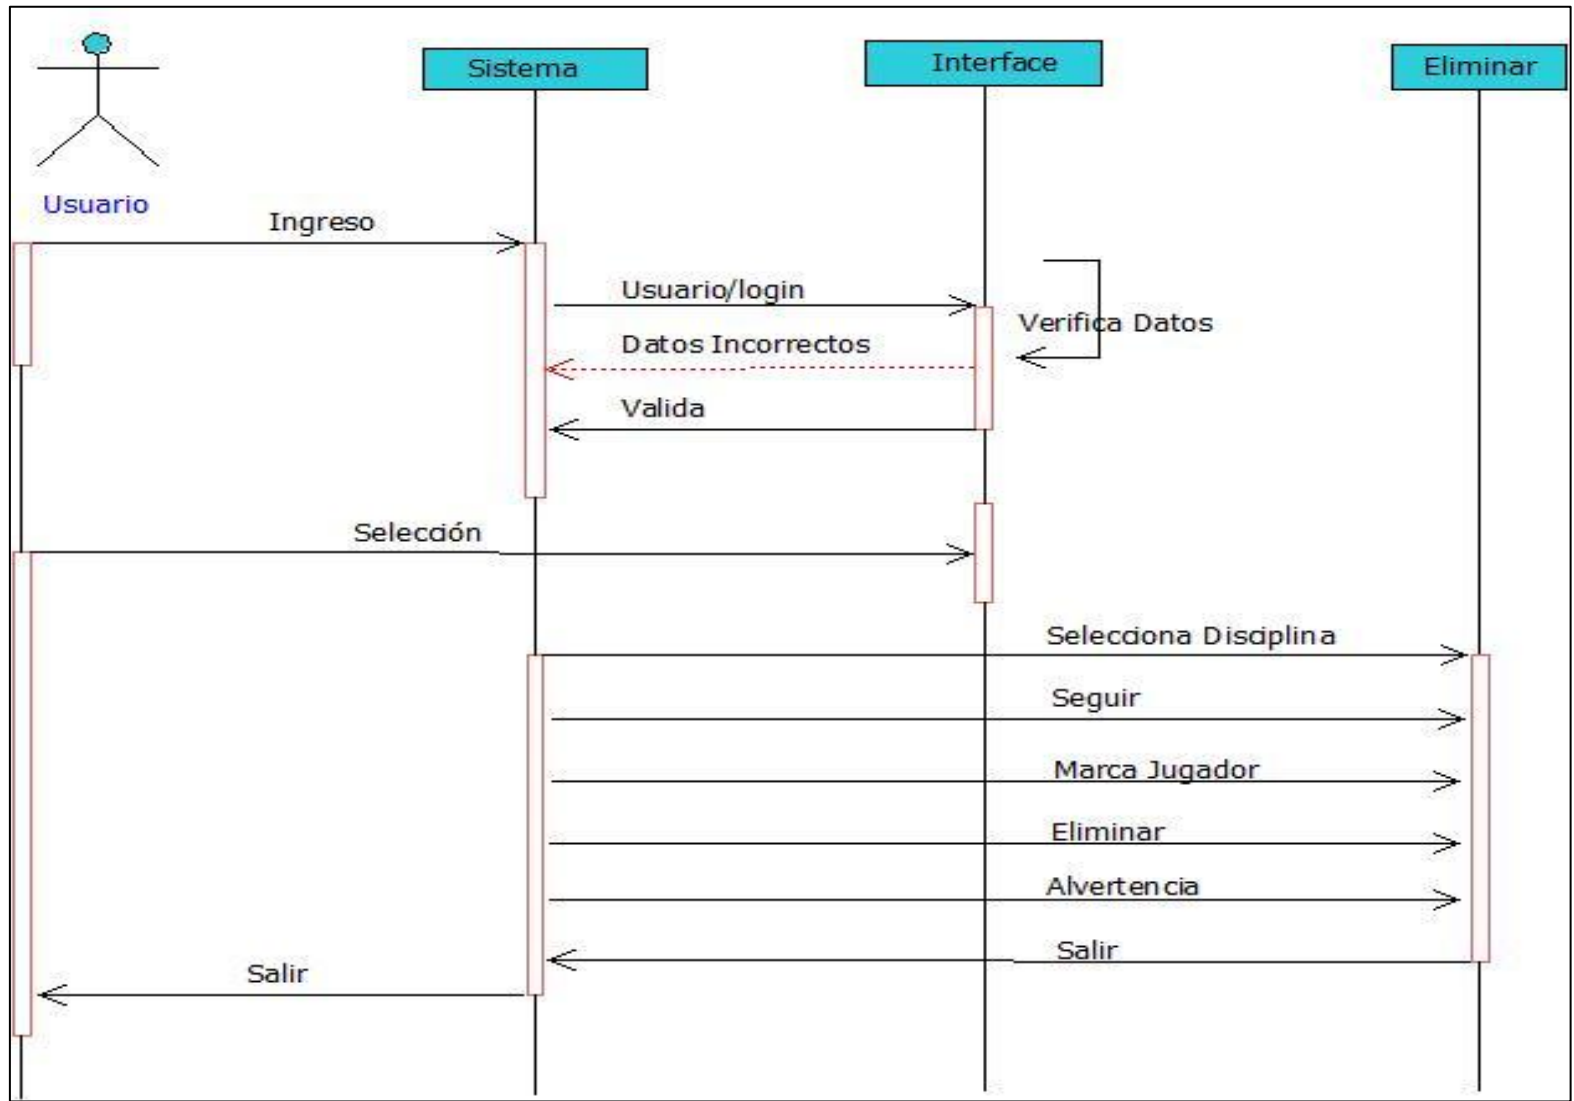 Sistema
Interface
Eliminar
Usuario
Ingreso
Usuario/login
Verifica Datos
Datos Incorrectos
Valida
Selección
Selecciona Disciplina
Seguir
Marca Jugador
Eliminar
Alvertencia
Salir
Salir